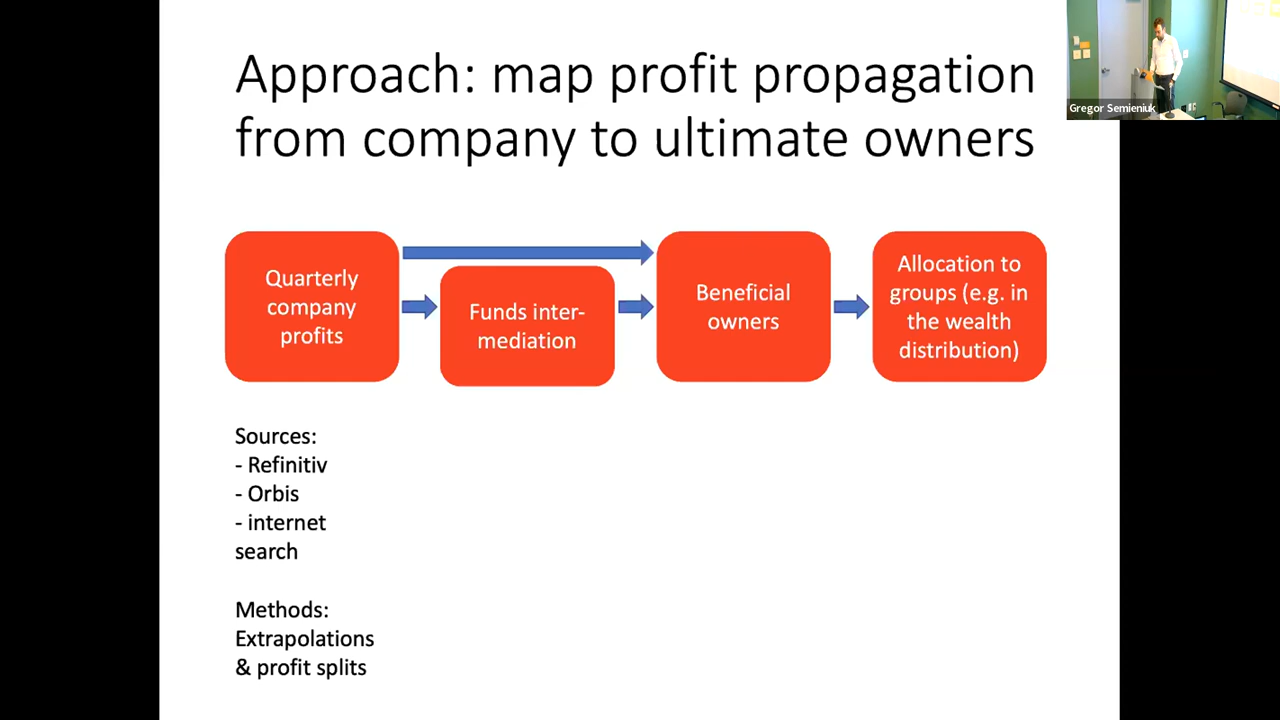 Approach: map profit propagation
from company to ultimate owners
Gregor Semieniuk
Quarterly
company
profits
Funds inter-
mediation
Beneficial
owners
Allocation to
groups (e.g. in
the wealth
distribution)
Sources:
- Refinitiv
- Orbis
- internet
search
Methods:
Extrapolations
& profit splits